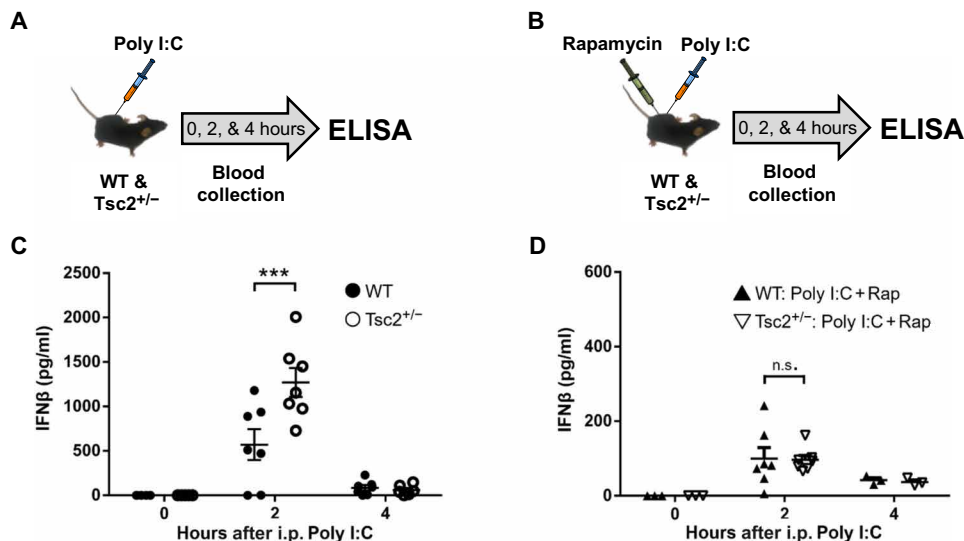 A
Poly I:C
0, 2, & 4 hours
ELISA
WT &
Tsc2+/−
Blood
collection
B
Rapamycin Poly I:C
0, 2, & 4 hours
ELISA
WT &
Tsc2+/−
Blood
collection
C
2500
2000
1500
1000
500
0
IFNβ (pg/ml)
***
WT
Tsc2+/−
0 2 4
Hours after i.p. Poly I:C
D
600
400
200
0
IFNβ (pg/ml)
WT: Poly I:C + Rap
Tsc2+/−: Poly I:C + Rap
n.s.
0 2 4
Hours after i.p. Poly I:C